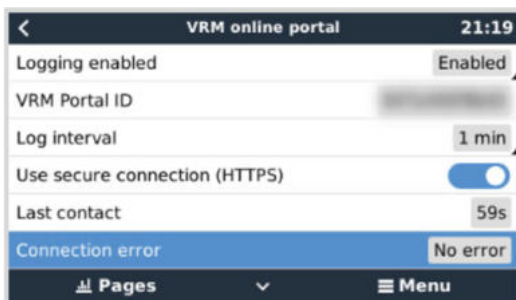 VRM online portal 21:19
Logging enabled Enabled
VRM Portal ID
Log interval 1 min
Use secure connection (HTTPS)
Last contact 59s
Connection error No error
Pages Menu